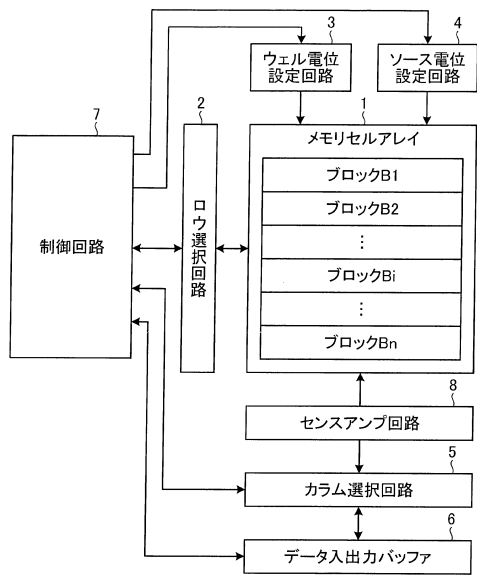 3
4
ウェル電位
設定回路
ソース電位
設定回路
7
2
1
メモリセルアレイ
ブロックB1
ブロックB2
⋮
ブロックBi
⋮
ブロックBn
制御回路
ロウ選択回路
8
センスアンプ回路
5
カラム選択回路
6
データ入出力バッファ